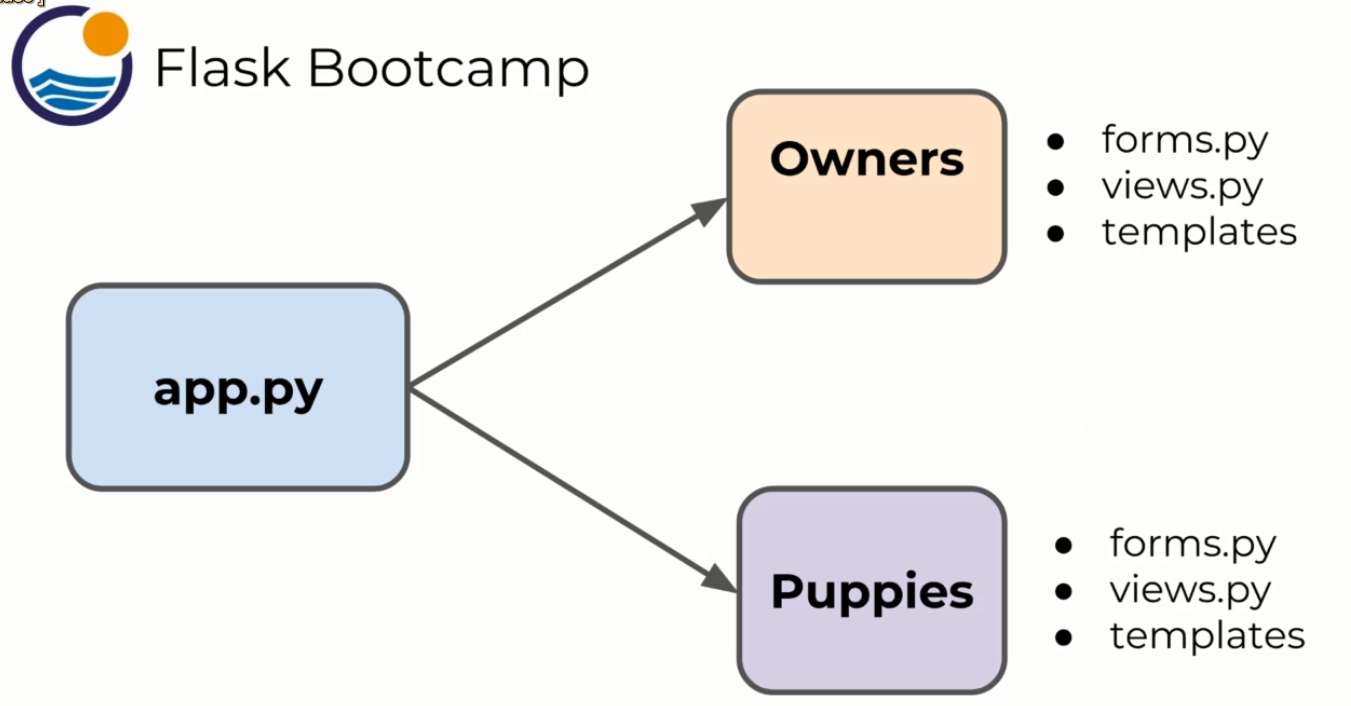 Flask Bootcamp
Owners
• forms.py
• views.py
• templates
app.py
Puppies
• forms.py
• views.py
• templates